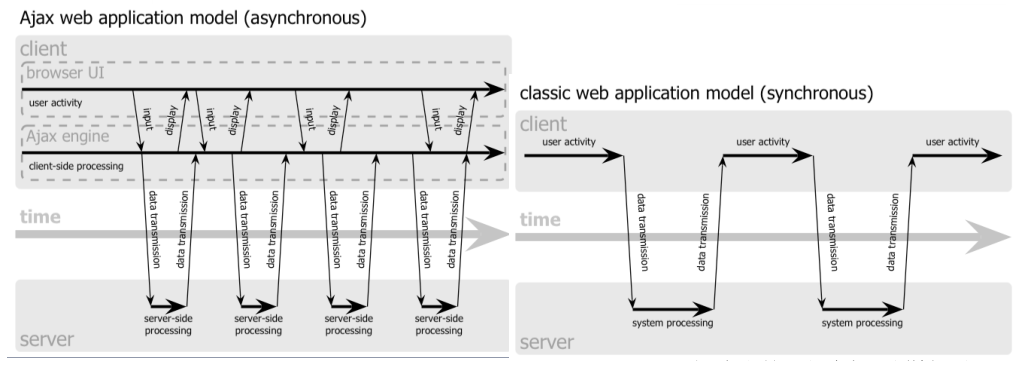 Ajax web application model (asynchronous)
client
browser UI
user activity
input
display
input
display
input
display
input
display
Ajax engine
client-side processing
data transmission
data transmission
data transmission
data transmission
data transmission
data transmission
data transmission
data transmission
time
server-side
processing
server-side
processing
server-side
processing
server-side
processing
server
classic web application model (synchronous)
client
user activity
user activity
user activity
data transmission
data transmission
data transmission
data transmission
time
system processing
system processing
server